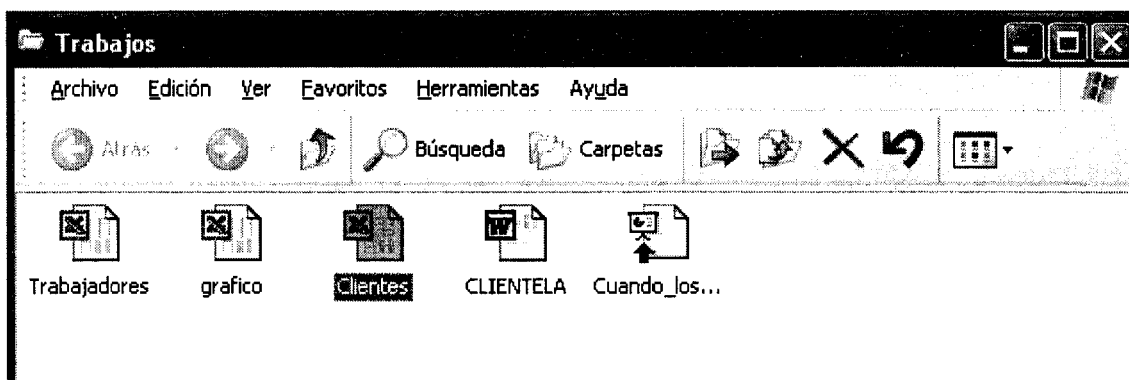 Trabajos
Archivo Edición Ver Favoritos Herramientas Ayuda
Atrás Búsqueda Carpetas
Trabajadores grafico Clientes CLIENTELA Cuando_los...